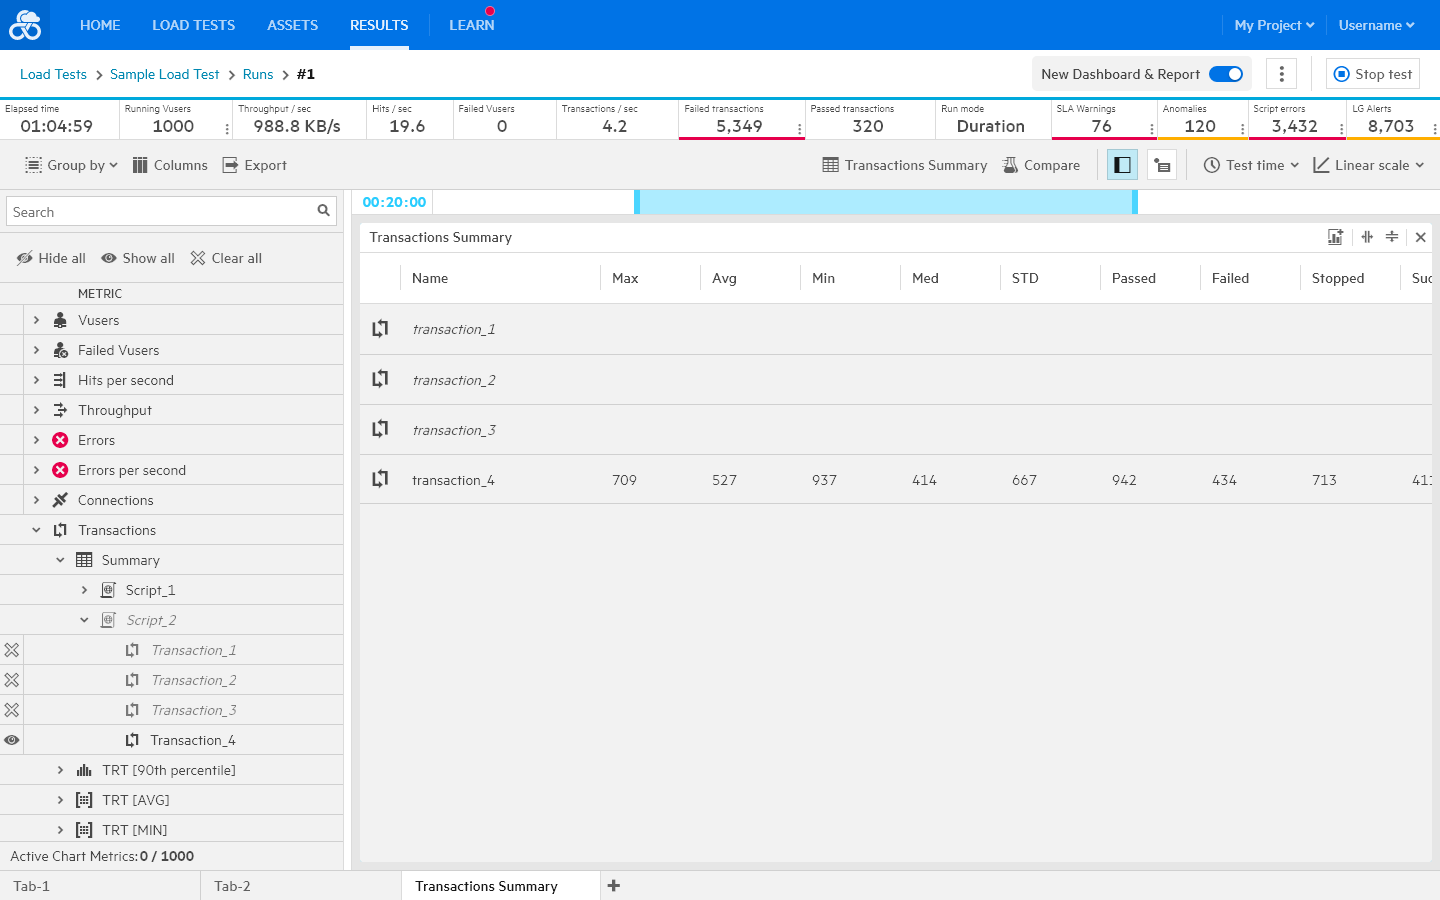 HOME LOAD TESTS ASSETS RESULTS LEARN My Project Username
Load Tests > Sample Load Test > Runs > #1 New Dashboard & Report Stop test
Elapsed time Running Vusers Throughput / sec Hits / sec Failed Vusers Transactions / sec Failed transactions Passed transactions Run mode SLA Warnings Anomalies Script errors LG Alerts
01:04:59 1000 988.8 KB/s 19.6 0 4.2 5,349 320 Duration 76 120 3,432 8,703
Group by Columns Export Transactions Summary Compare Test time Linear scale
00:20:00
Search
Transactions Summary
Hide all Show all Clear all
Name Max Avg Min Med STD Passed Failed Stopped Suc
METRIC
Vusers
transaction_1
Failed Vusers
Hits per second
transaction_2
Throughput
transaction_3
Errors
Errors per second
transaction_4 709 527 937 414 667 942 434 713 411
Connections
Transactions
Summary
Script_1
Script_2
Transaction_1
Transaction_2
Transaction_3
Transaction_4
TRT [90th percentile]
TRT [AVG]
TRT [MIN]
Active Chart Metrics: 0 / 1000
Tab-1 Tab-2 Transactions Summary